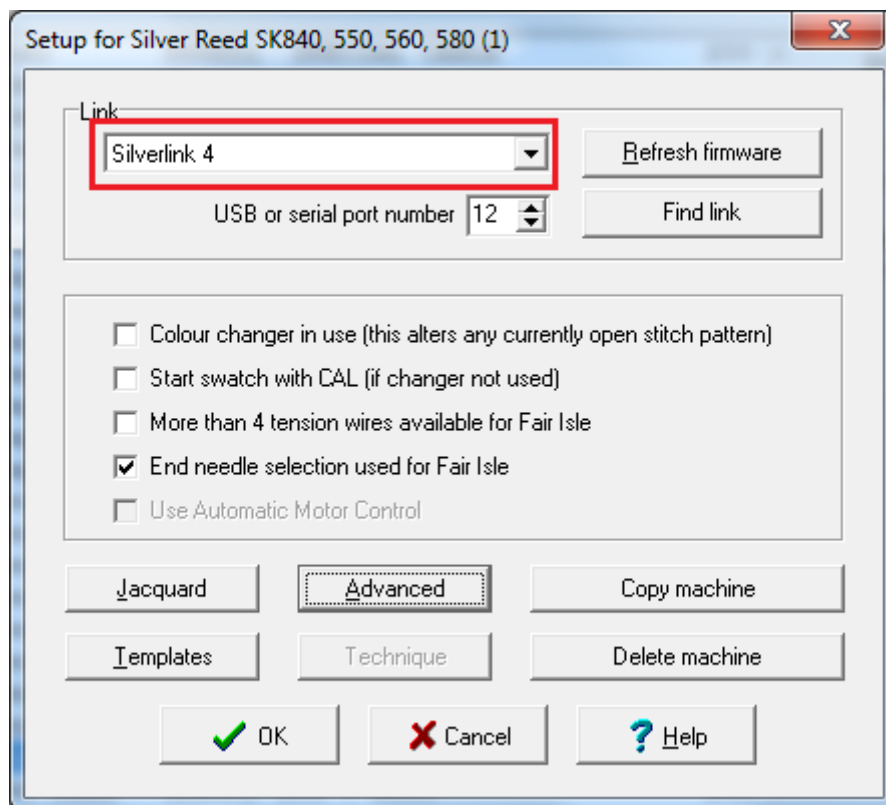 Setup for Silver Reed SK840, 550, 560, 580 (1)
Link
Silverlink 4
Refresh firmware
USB or serial port number 12
Find link
Colour changer in use (this alters any currently open stitch pattern)
Start swatch with CAL (if changer not used)
More than 4 tension wires available for Fair Isle
End needle selection used for Fair Isle
Use Automatic Motor Control
Jacquard
Advanced
Copy machine
Templates
Technique
Delete machine
OK
Cancel
Help